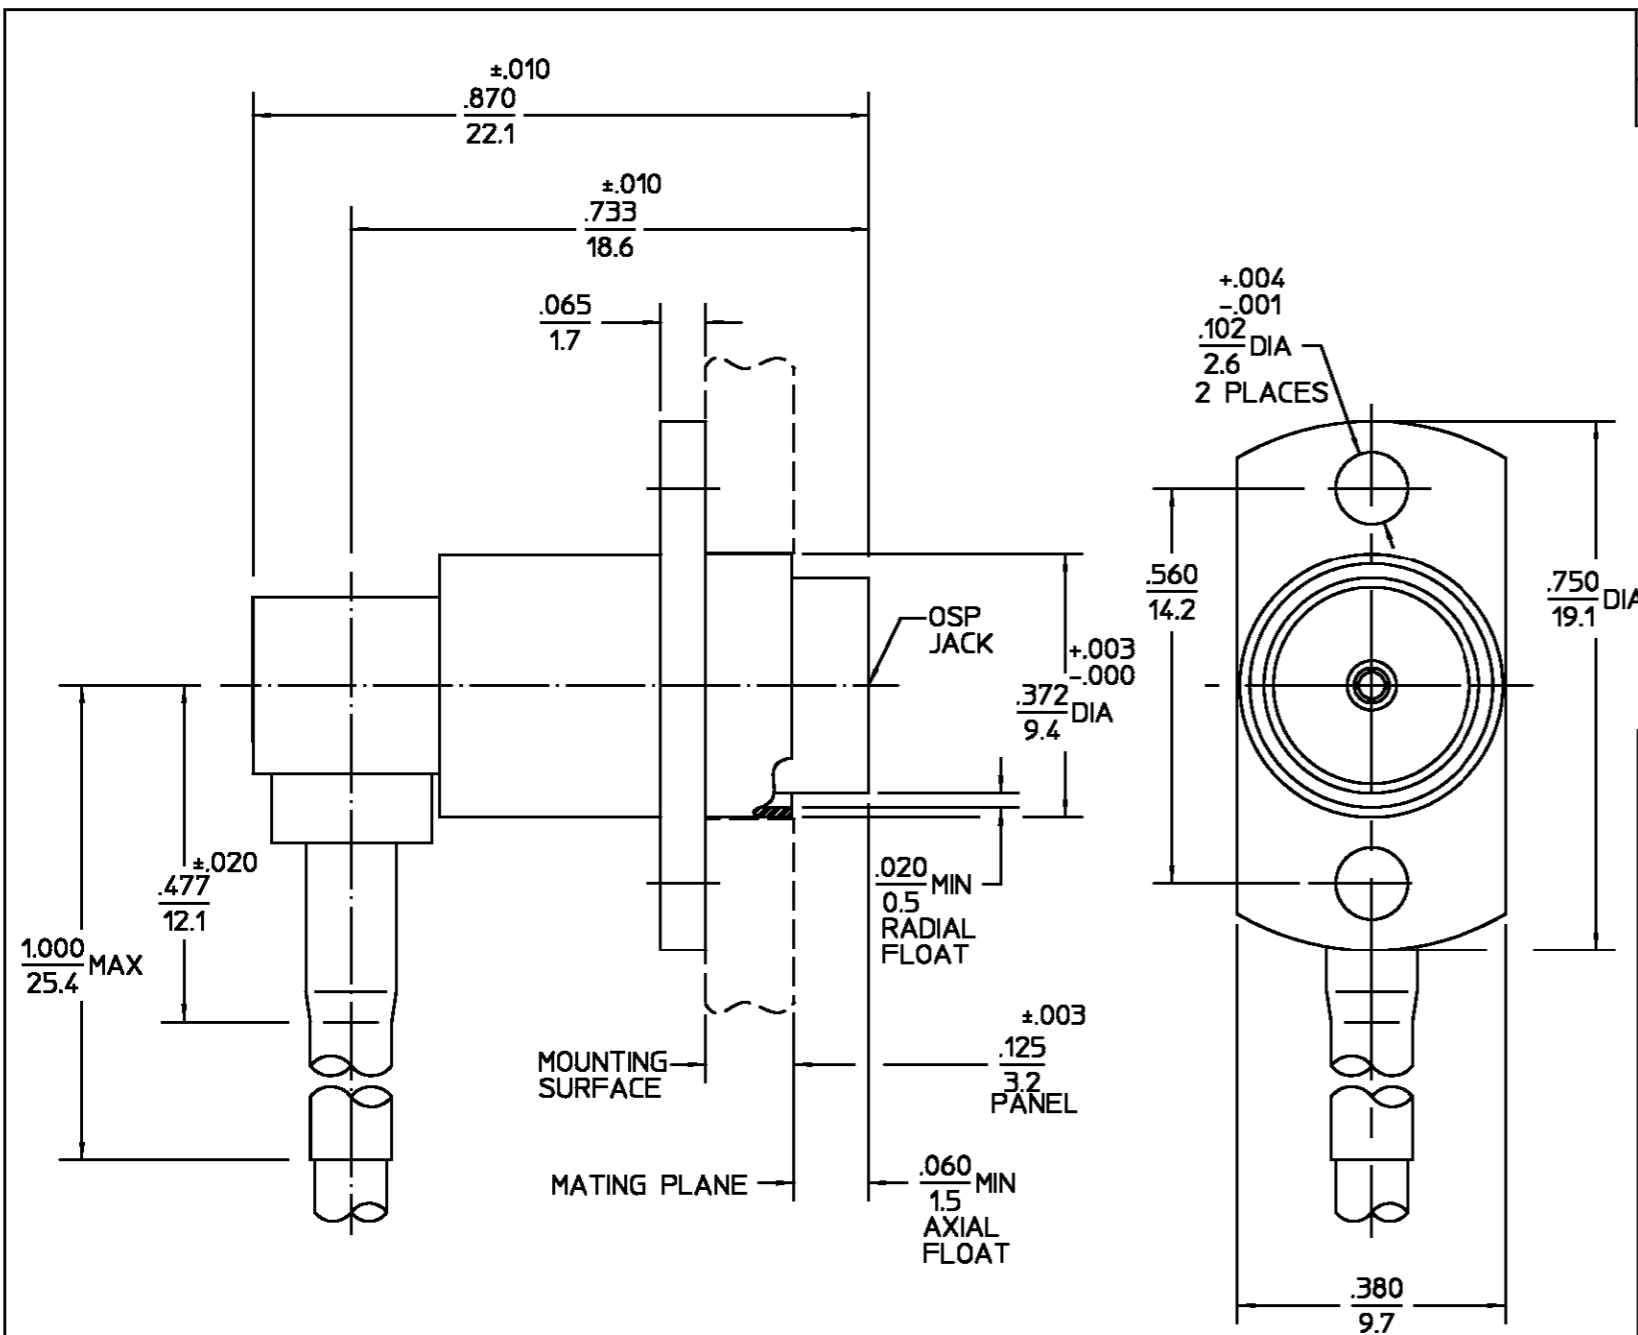 ±.010
.870
22.1
±.010
.733
18.6
.065
1.7
+.004
-.001
.102
2.6 DIA
2 PLACES
.560
14.2
.750
19.1 DIA
OSP
JACK
+.003
-.000
.372
9.4 DIA
±.020
.477
12.1
1.000
25.4 MAX
.020
0.5 MIN
RADIAL
FLOAT
MOUNTING
SURFACE
±.003
.125
3.2
PANEL
MATING PLANE
.060
1.5 MIN
AXIAL
FLOAT
.380
9.7